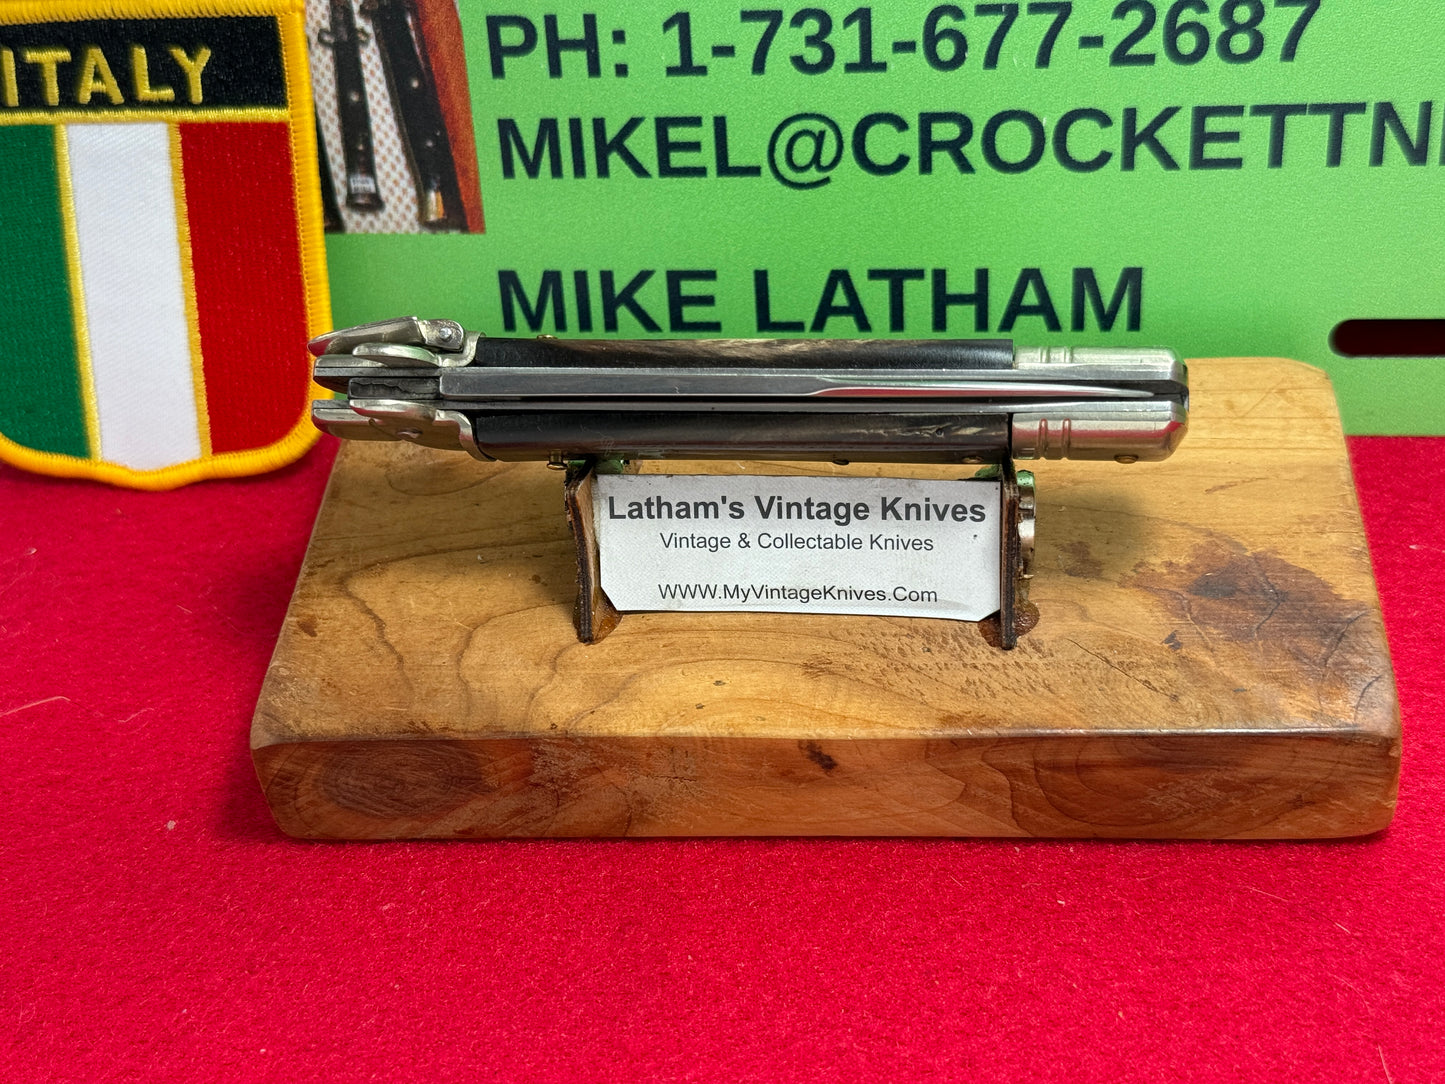 ITALY
PH: 1-731-677-2687
MIKEL@CROCKETTN
MIKE LATHAM
Latham's Vintage Knives
Vintage & Collectable Knives
WWW.MyVintageKnives.Com